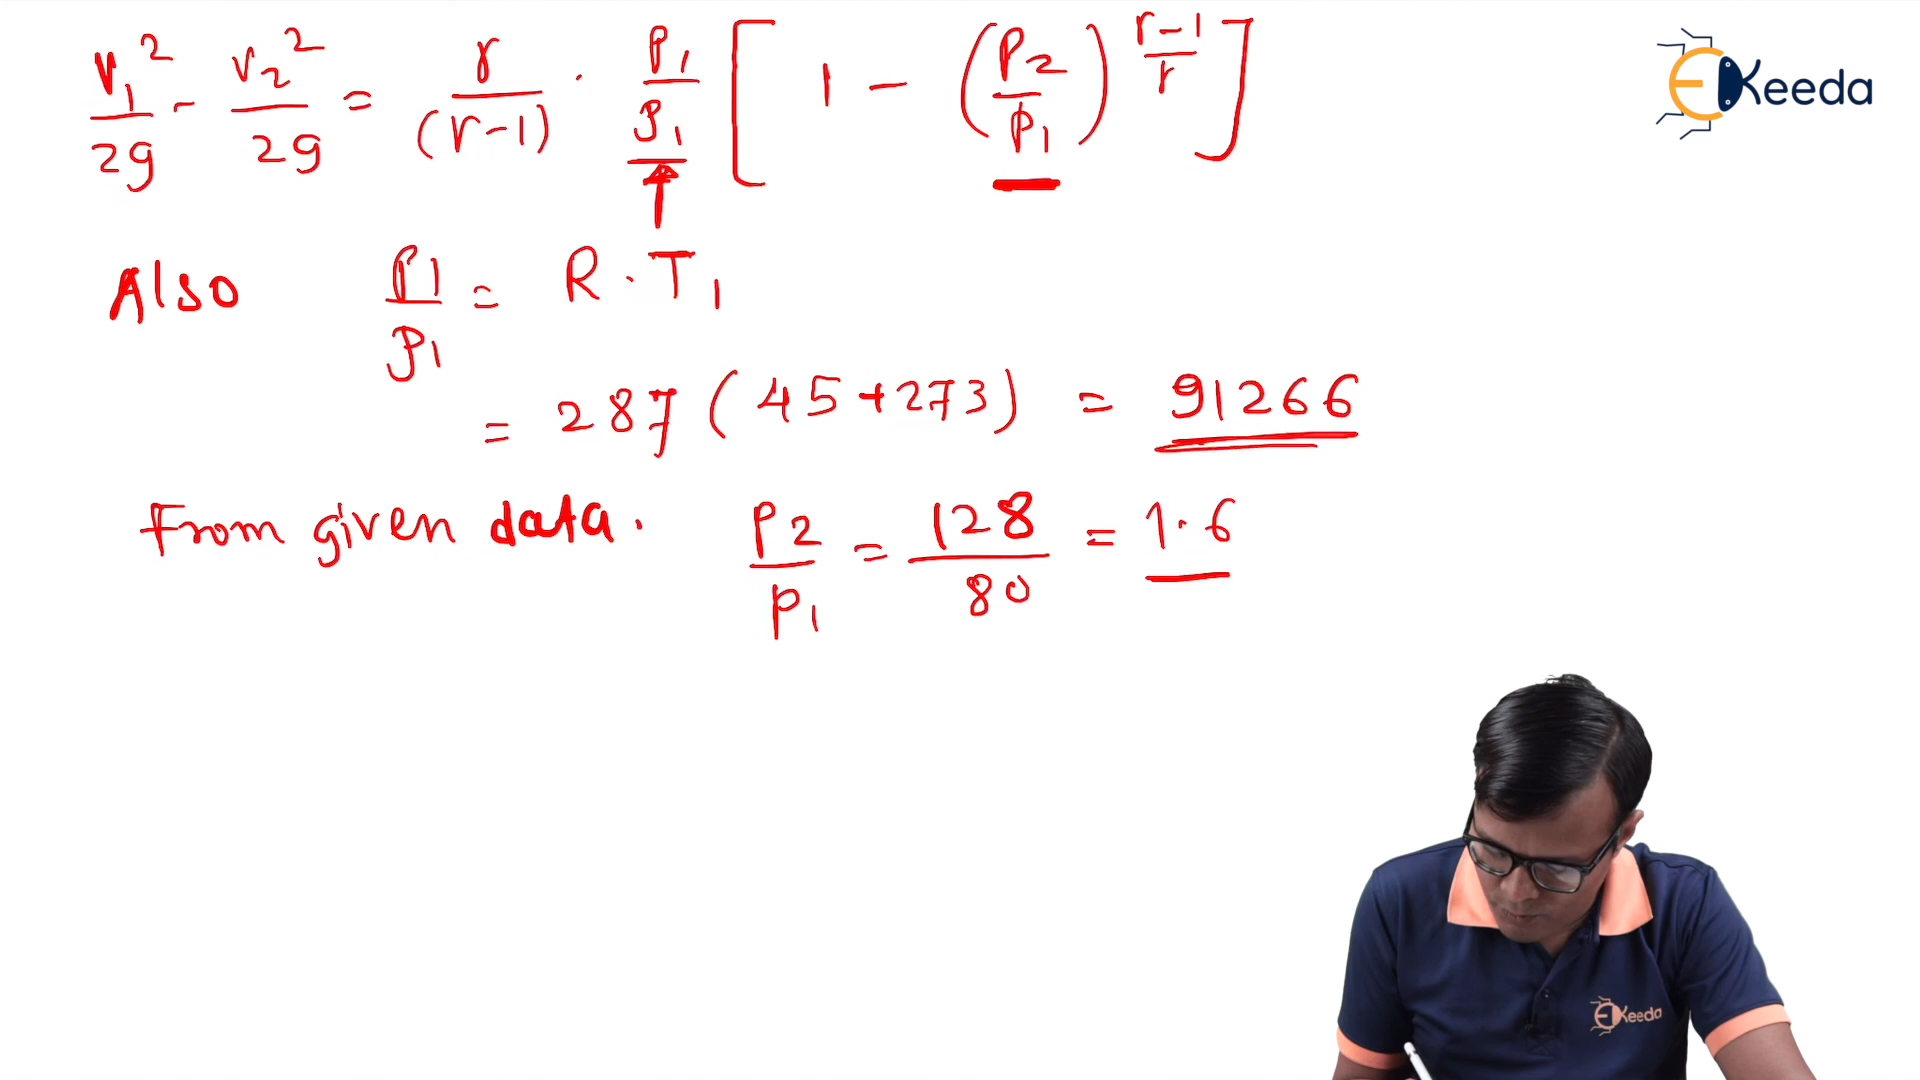 V₁²/2g - V₂²/2g = γ/(γ-1) · P₁/ρ₁ [ 1 - (P₂/P₁)^(γ-1)/γ ]
EKeeda
Also P₁/ρ₁ = R · T₁
= 287 (45+273) = 91266
From given data. P₂/P₁ = 128/80 = 1.6
EKeeda